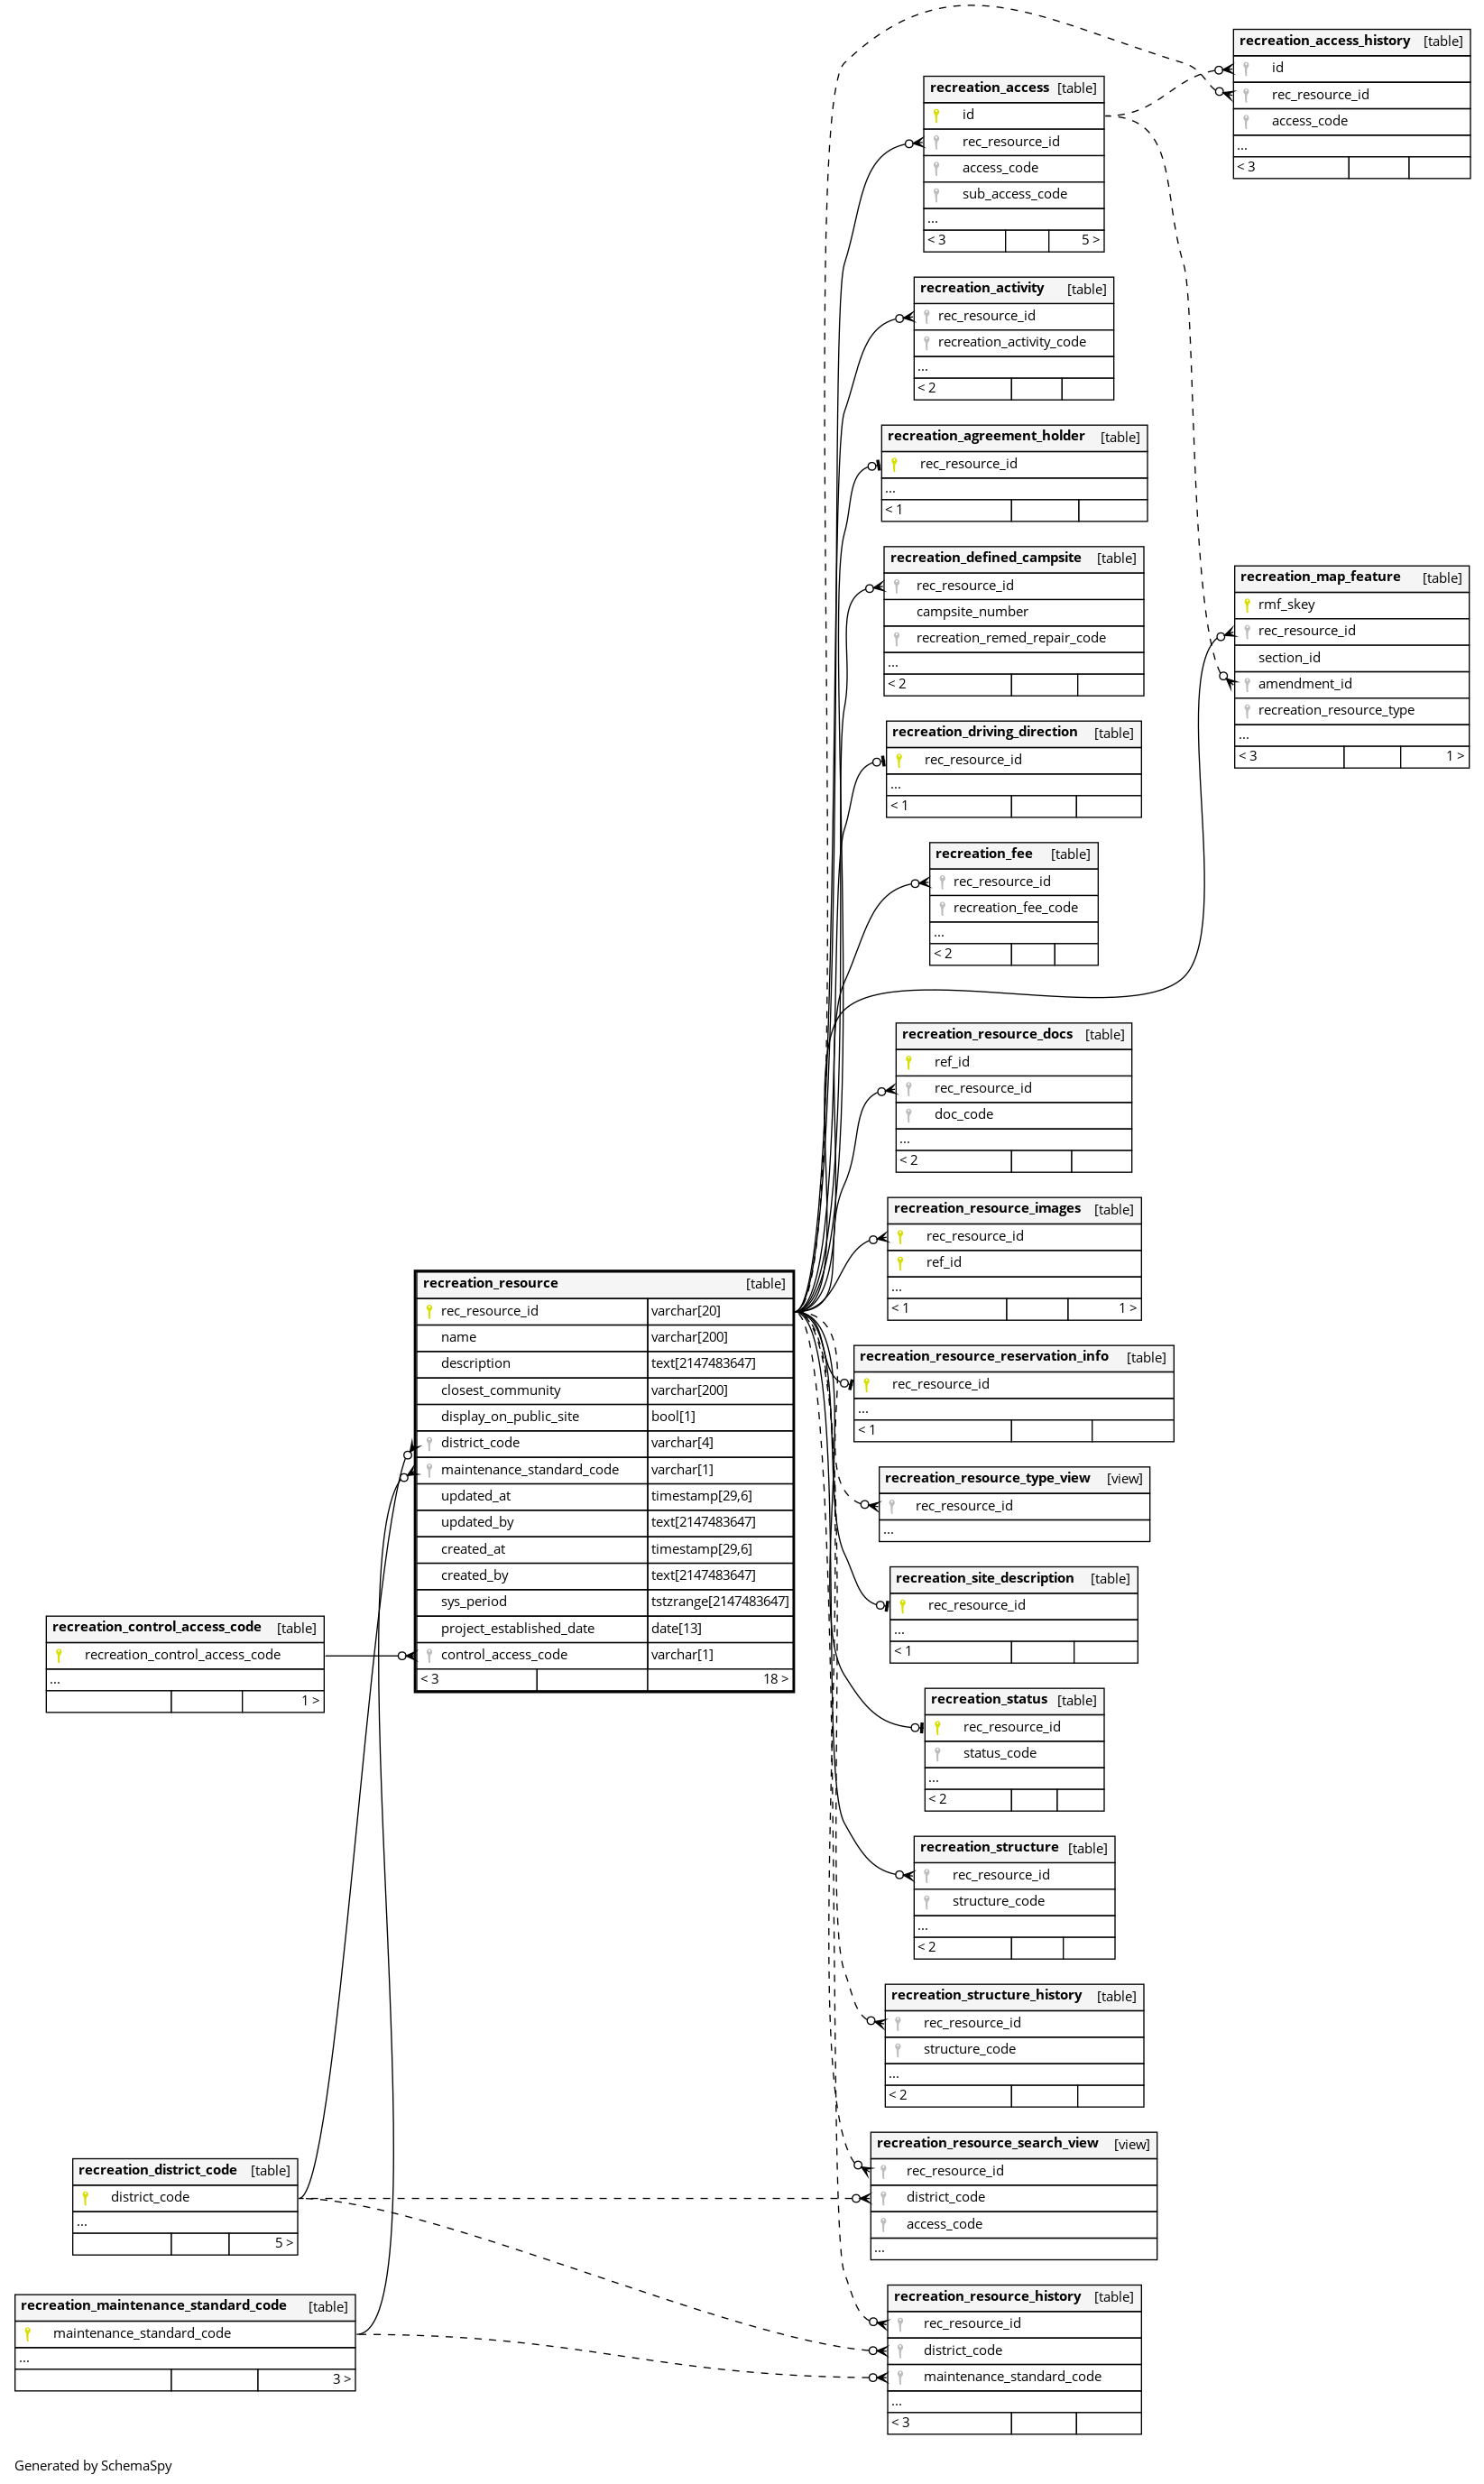 recreation_access_history [table]
id
rec_resource_id
access_code
...
< 3
recreation_access [table]
id
rec_resource_id
access_code
sub_access_code
...
< 3 5 >
recreation_activity [table]
rec_resource_id
recreation_activity_code
...
< 2
recreation_agreement_holder [table]
rec_resource_id
...
< 1
recreation_defined_campsite [table]
rec_resource_id
campsite_number
recreation_remed_repair_code
...
< 2
recreation_map_feature [table]
rmf_skey
rec_resource_id
section_id
amendment_id
recreation_resource_type
...
< 3 1 >
recreation_driving_direction [table]
rec_resource_id
...
< 1
recreation_fee [table]
rec_resource_id
recreation_fee_code
...
< 2
recreation_resource_docs [table]
ref_id
rec_resource_id
doc_code
...
< 2
recreation_resource_images [table]
rec_resource_id
ref_id
...
< 1 1 >
recreation_resource [table]
rec_resource_id varchar[20]
name varchar[200]
description text[2147483647]
closest_community varchar[200]
display_on_public_site bool[1]
district_code varchar[4]
maintenance_standard_code varchar[1]
updated_at timestamp[29,6]
updated_by text[2147483647]
created_at timestamp[29,6]
created_by text[2147483647]
sys_period tstzrange[2147483647]
project_established_date date[13]
control_access_code varchar[1]
< 3 18 >
recreation_resource_reservation_info [table]
rec_resource_id
...
< 1
recreation_resource_type_view [view]
rec_resource_id
...
recreation_site_description [table]
rec_resource_id
...
< 1
recreation_control_access_code [table]
recreation_control_access_code
...
1 >
recreation_status [table]
rec_resource_id
status_code
...
< 2
recreation_structure [table]
rec_resource_id
structure_code
...
< 2
recreation_structure_history [table]
rec_resource_id
structure_code
...
< 2
recreation_resource_search_view [view]
rec_resource_id
district_code
access_code
...
recreation_district_code [table]
district_code
...
5 >
recreation_resource_history [table]
rec_resource_id
district_code
maintenance_standard_code
...
< 3
recreation_maintenance_standard_code [table]
maintenance_standard_code
...
3 >
Generated by SchemaSpy